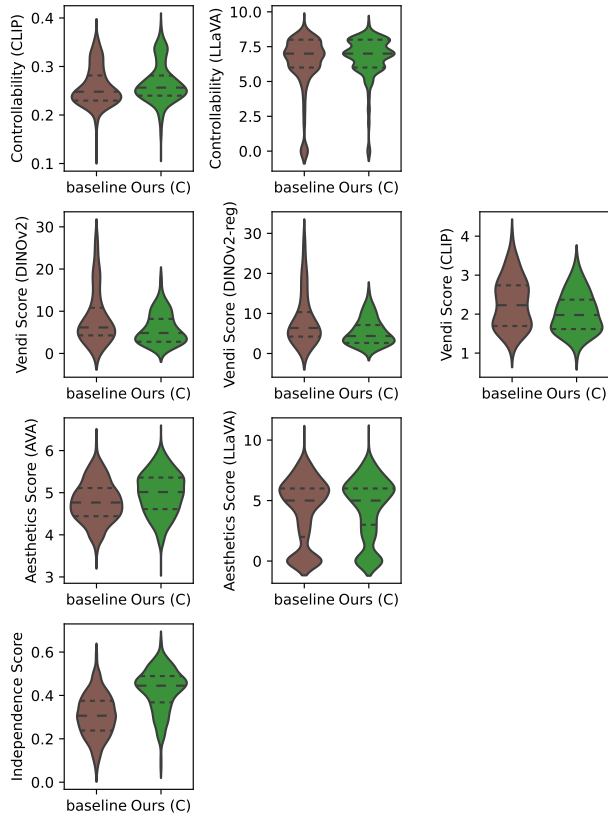 Controllability (CLIP)
0.4
0.3
0.2
0.1
baseline Ours (C)
Controllability (LLaVA)
10.0
7.5
5.0
2.5
0.0
baseline Ours (C)
Vendi Score (DINOv2)
30
20
10
0
baseline Ours (C)
Vendi Score (DINOv2-reg)
30
20
10
0
baseline Ours (C)
Vendi Score (CLIP)
4
3
2
1
baseline Ours (C)
Aesthetics Score (AVA)
6
5
4
3
baseline Ours (C)
Aesthetics Score (LLaVA)
10
5
0
baseline Ours (C)
Independence Score
0.6
0.4
0.2
0.0
baseline Ours (C)